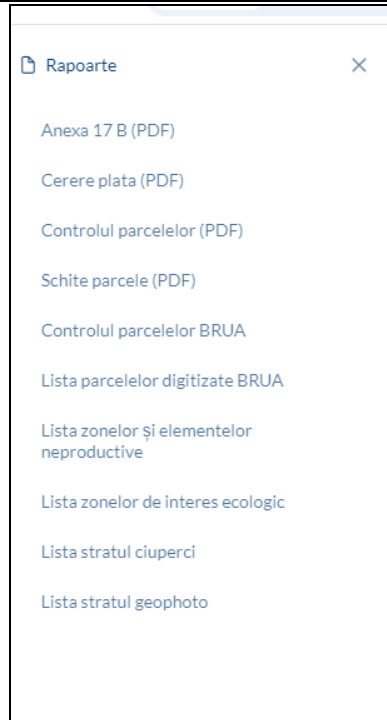 Rapoarte
Anexa 17 B (PDF)
Cerere plata (PDF)
Controlul parcelelor (PDF)
Schite parcele (PDF)
Controlul parcelelor BRUA
Lista parcelelor digitizate BRUA
Lista zonelor și elementelor
neproductive
Lista zonelor de interes ecologic
Lista stratul ciuperci
Lista stratul geophoto